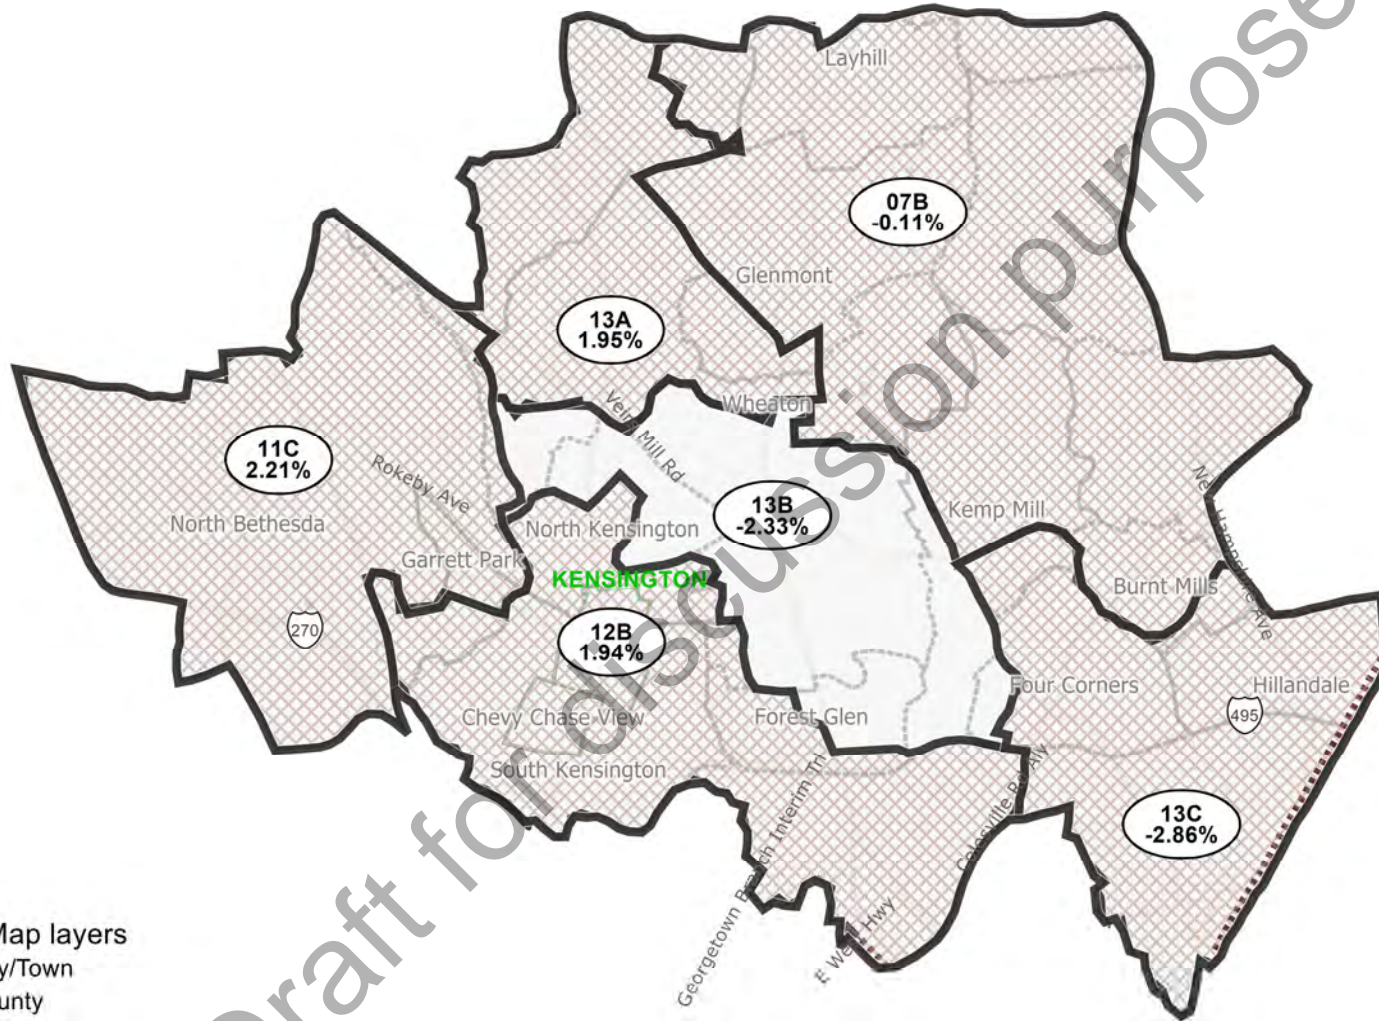 Layhill
07B
-0.11%
Glenmont
13A
1.95%
Wheaton
Veirs Mill Rd
11C
2.21%
Rokeby Ave
North Bethesda
Garrett Park
13B
-2.33%
North Kensington
Kemp Mill
New Hampshire Ave
KENSINGTON
Burnt Mills
270
12B
1.94%
Four Corners
Hillandale
495
Chevy Chase View
Forest Glen
South Kensington
Georgetown Branch Interim Trl
Colesville Rd Aly
13C
-2.86%
E West Hwy
Map layers
y/Town
unty
Draft for discussion purpose